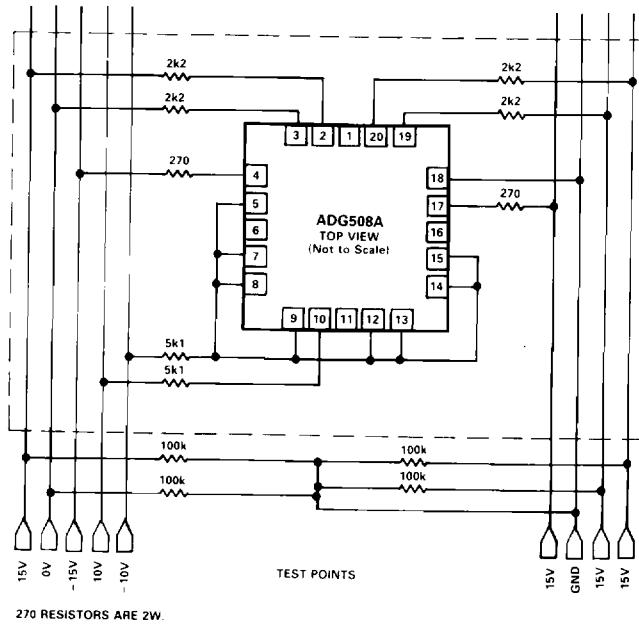 2k2
2k2
2k2
2k2
3 2 1 20 19
270
4
18
5
17
270
ADG508A
TOP VIEW
(Not to Scale)
6
16
7
15
8
14
9 10 11 12 13
5k1
5k1
100k
100k
100k
100k
15V
0V
-15V
10V
-10V
TEST POINTS
15V
GND
15V
15V
270 RESISTORS ARE 2W.